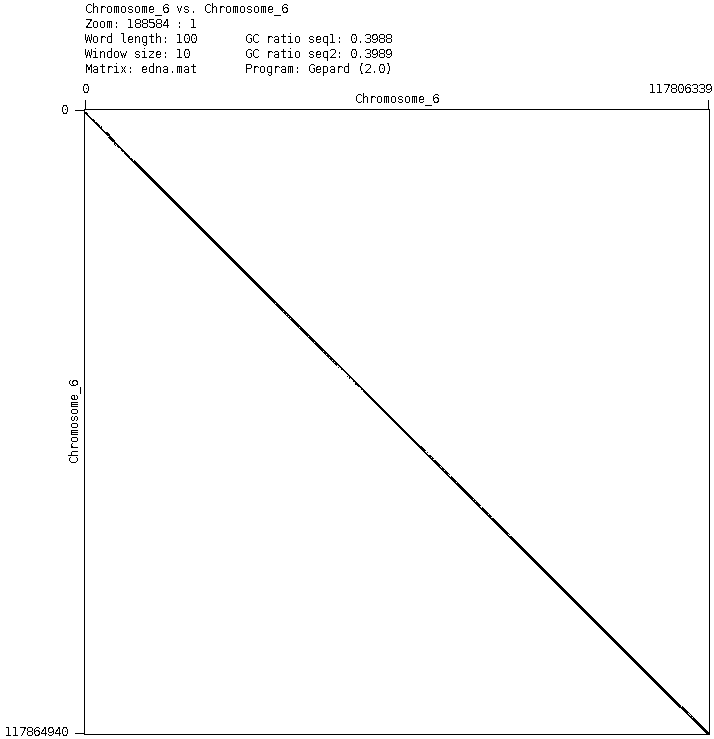 Chromosome_6 vs. Chromosome_6
Zoom: 188584 : 1
Word length: 100 GC ratio seq1: 0.3988
Window size: 10 GC ratio seq2: 0.3989
Matrix: edna.mat Program: Gepard (2.0)
0 117806339
Chromosome_6
0
Chromosome_6
117864940